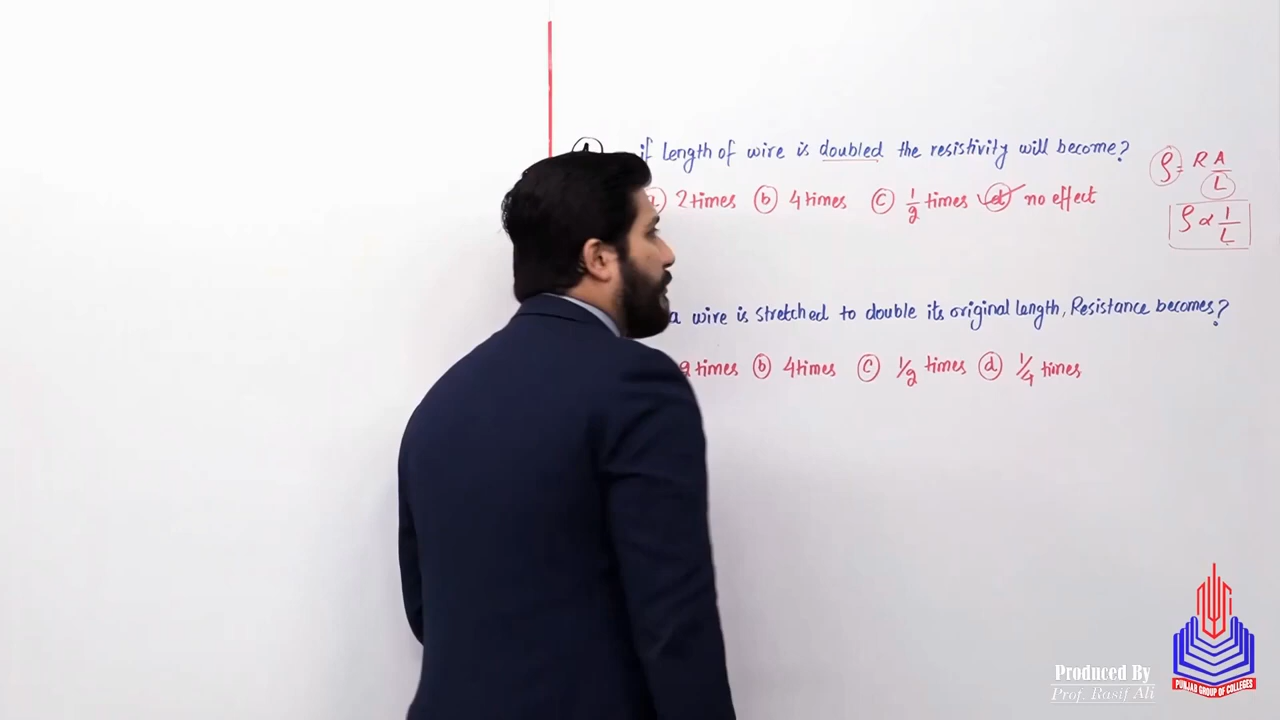 if Length of wire is doubled the resistivity will become?
2 times (b) 4 times (c) 1/2 times (d) no effect
ρ = R A/L
ρ ∝ 1/L
a wire is stretched to double its original length, Resistance becomes?
2 times (b) 4 times (c) 1/2 times (d) 1/4 times
Produced By
Prof. Rasif Ali
PUNJAB GROUP OF COLLEGES